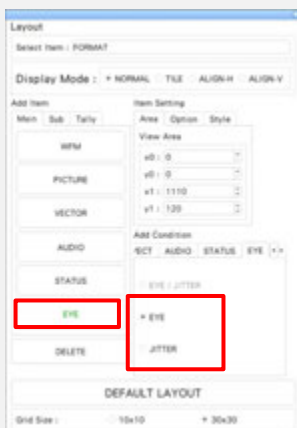 Layout
Select Item : FORMAT
Display Mode : NORMAL TILE ALIGN-H ALIGN-V
Add Item
Main Sub Tally
WFM
PICTURE
VECTOR
AUDIO
STATUS
EYE
DELETE
Item Setting
Area Option Style
View Area
x0 : 0
y0 : 0
x1 : 1110
y1 : 120
Add Condition
ECT AUDIO STATUS EYE
EYE / JITTER
EYE
JITTER
DEFAULT LAYOUT
Grid Size : 10x10 30x30